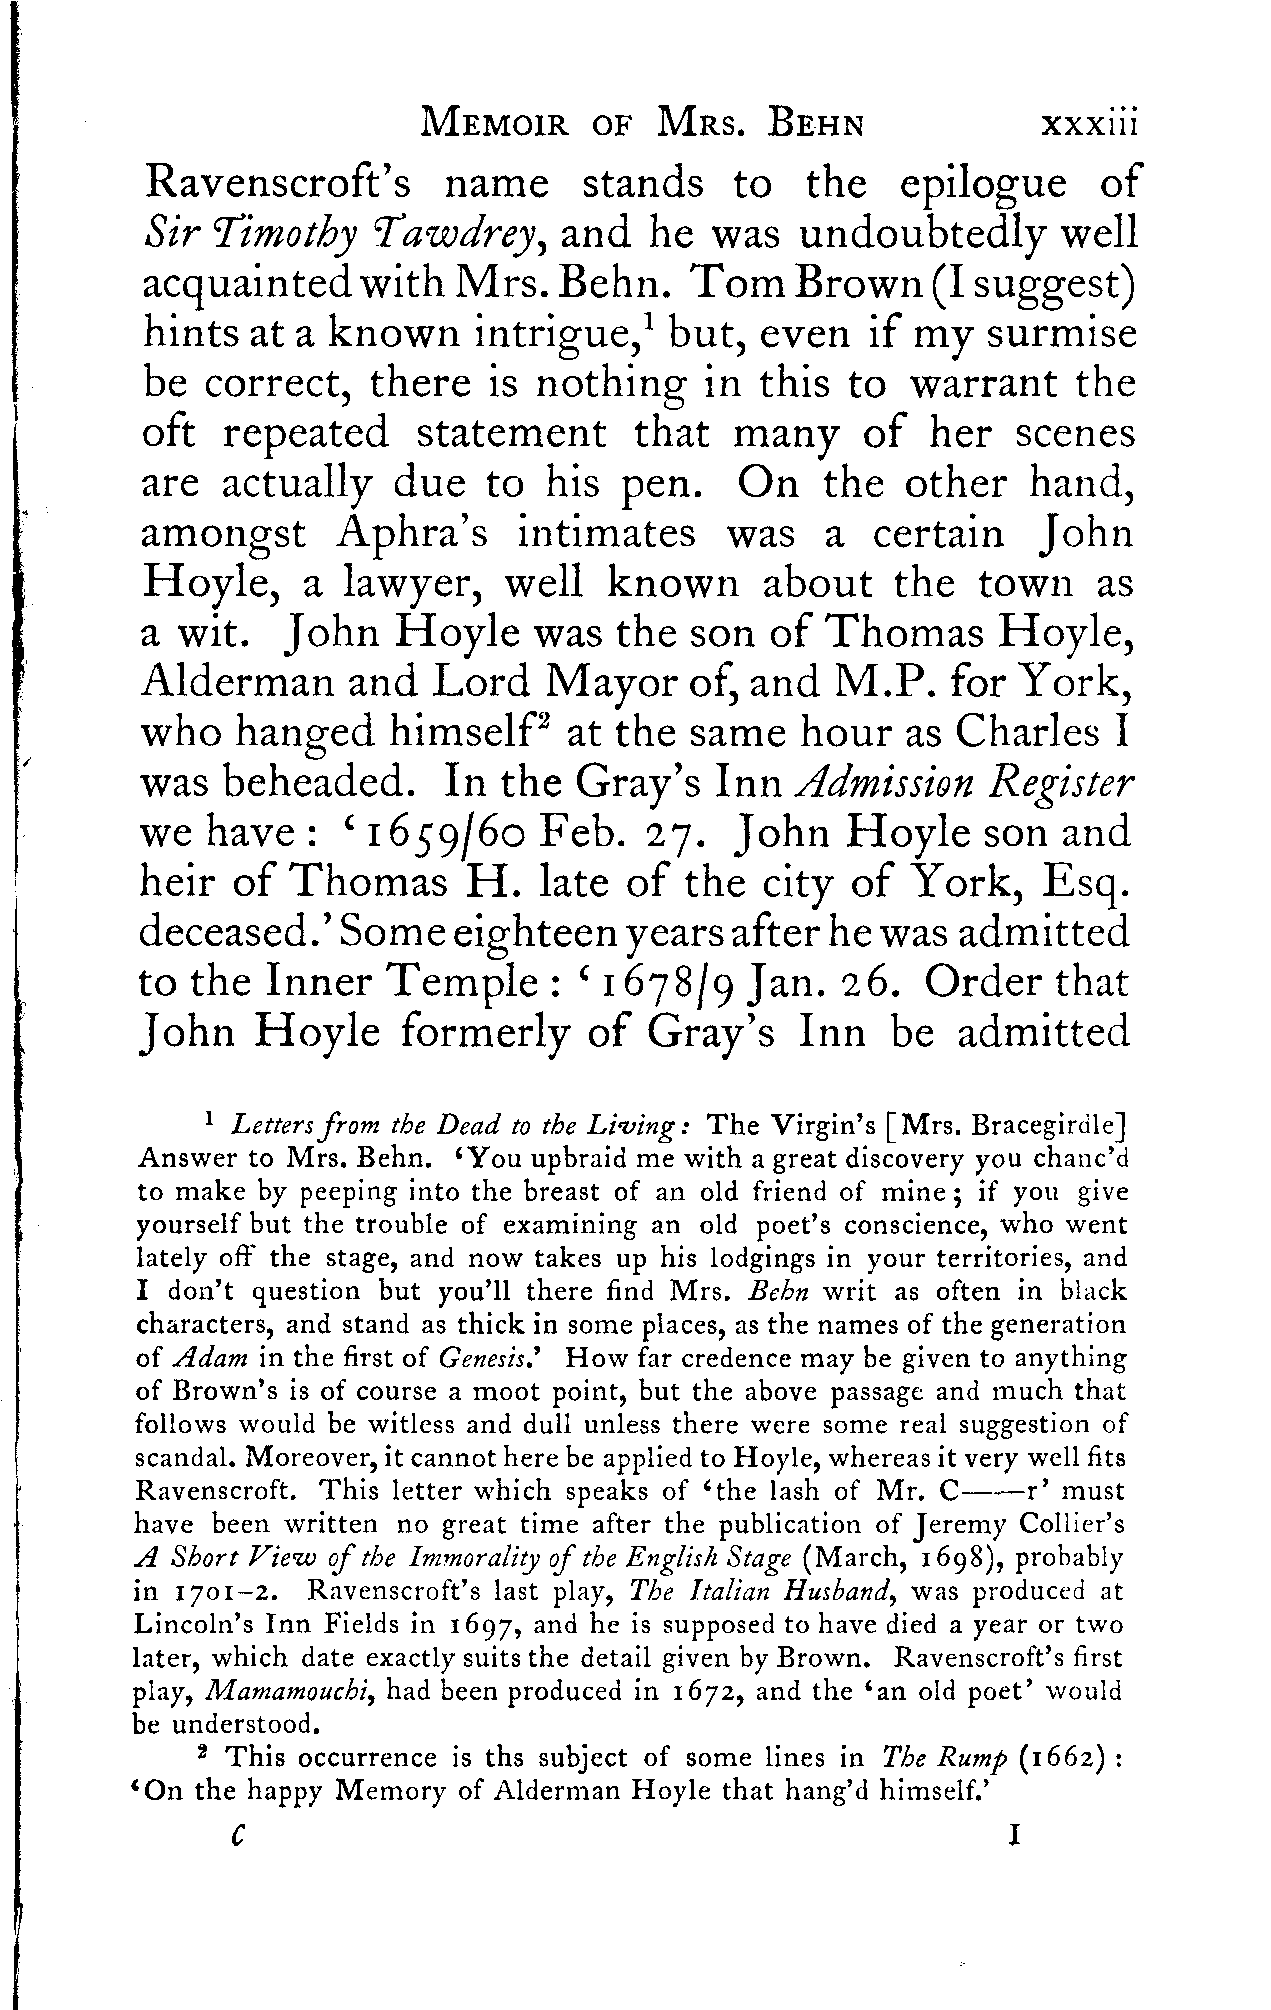 MEMOIR OF MRS. BEHN xxxiii
Ravenscroft's name stands to the epilogue of
Sir Timothy Tawdrey, and he was undoubtedly well
acquainted with Mrs. Behn. Tom Brown (I suggest)
hints at a known intrigue,¹ but, even if my surmise
be correct, there is nothing in this to warrant the
oft repeated statement that many of her scenes
are actually due to his pen. On the other hand,
amongst Aphra's intimates was a certain John
Hoyle, a lawyer, well known about the town as
a wit. John Hoyle was the son of Thomas Hoyle,
Alderman and Lord Mayor of, and M.P. for York,
who hanged himself² at the same hour as Charles I
was beheaded. In the Gray's Inn Admission Register
we have : ‘ 1659/60 Feb. 27. John Hoyle son and
heir of Thomas H. late of the city of York, Esq.
deceased.’ Some eighteen years after he was admitted
to the Inner Temple : ‘ 1678/9 Jan. 26. Order that
John Hoyle formerly of Gray's Inn be admitted
¹ Letters from the Dead to the Living: The Virgin's [Mrs. Bracegirdle]
Answer to Mrs. Behn. ‘You upbraid me with a great discovery you chanc'd
to make by peeping into the breast of an old friend of mine; if you give
yourself but the trouble of examining an old poet's conscience, who went
lately off the stage, and now takes up his lodgings in your territories, and
I don't question but you'll there find Mrs. Behn writ as often in black
characters, and stand as thick in some places, as the names of the generation
of Adam in the first of Genesis.’ How far credence may be given to anything
of Brown's is of course a moot point, but the above passage and much that
follows would be witless and dull unless there were some real suggestion of
scandal. Moreover, it cannot here be applied to Hoyle, whereas it very well fits
Ravenscroft. This letter which speaks of ‘the lash of Mr. C——r’ must
have been written no great time after the publication of Jeremy Collier's
A Short View of the Immorality of the English Stage (March, 1698), probably
in 1701-2. Ravenscroft's last play, The Italian Husband, was produced at
Lincoln's Inn Fields in 1697, and he is supposed to have died a year or two
later, which date exactly suits the detail given by Brown. Ravenscroft's first
play, Mamamouchi, had been produced in 1672, and the ‘an old poet’ would
be understood.
² This occurrence is ths subject of some lines in The Rump (1662) :
‘On the happy Memory of Alderman Hoyle that hang'd himself.’
C I